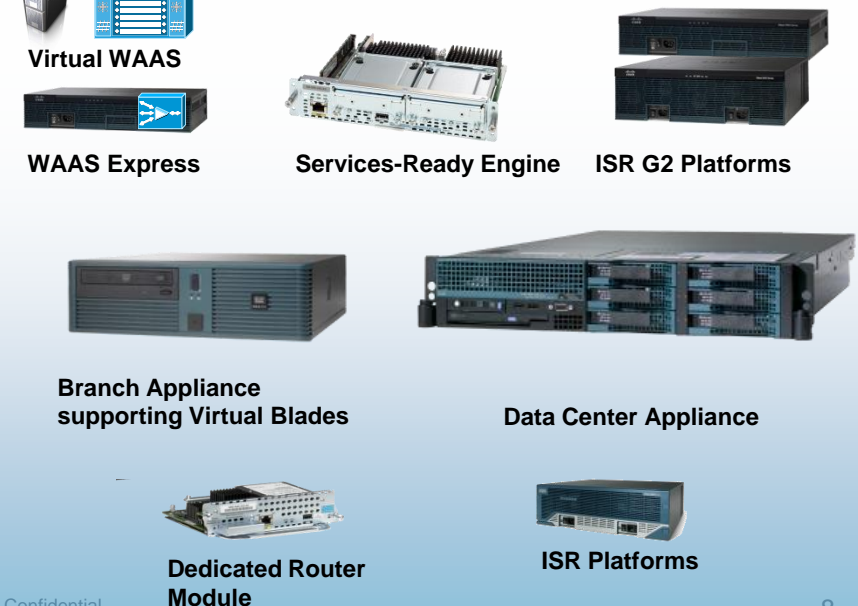 Virtual WAAS
WAAS Express
Services-Ready Engine
ISR G2 Platforms
Branch Appliance
supporting Virtual Blades
Data Center Appliance
Dedicated Router
Module
ISR Platforms
Confidential